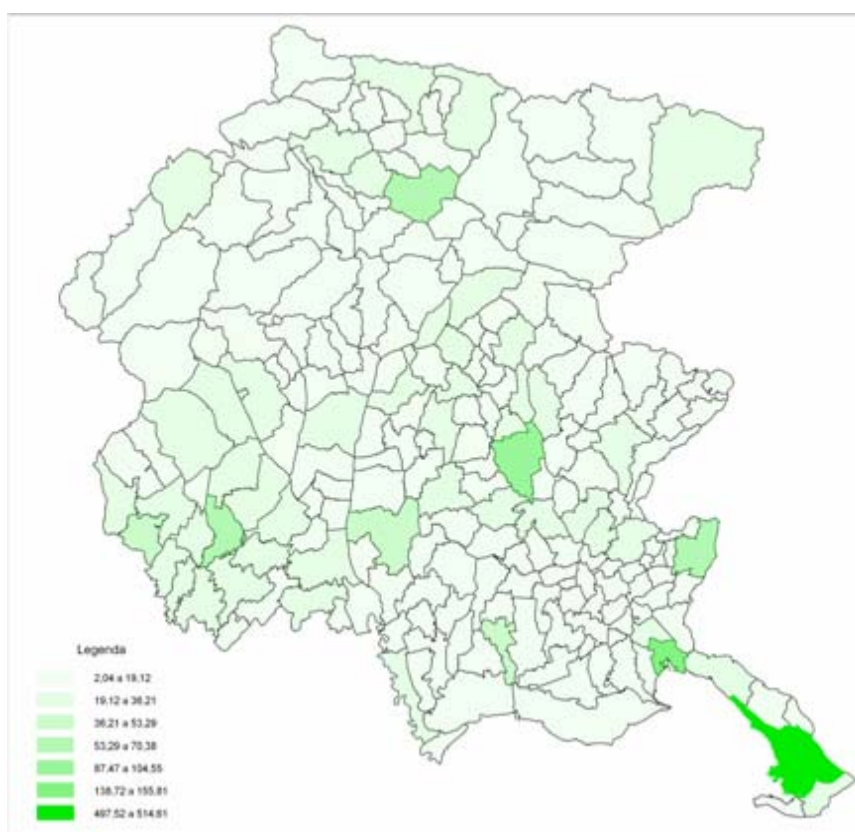 Legenda
2,04 a 19,12
19,12 a 36,21
36,21 a 53,29
53,29 a 70,38
87,47 a 104,55
138,72 a 155,81
497,52 a 514,61